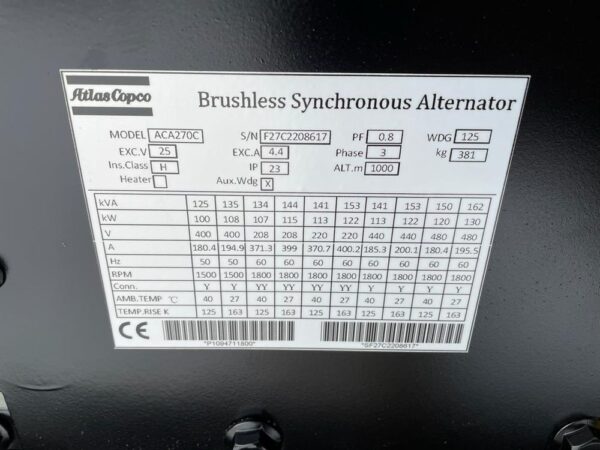 Atlas Copco Brushless Synchronous Alternator
MODEL ACA270C S/N F27C2208617 PF 0.8 WDG 125
EXC.V 25 EXC.A 4.4 Phase 3 kg 381
Ins.Class H IP 23 ALT.m 1000
Heater Aux.Wdg X
kVA 125 135 134 144 141 153 141 153 150 162
kW 100 108 107 115 113 122 113 122 120 130
V 400 400 208 208 220 220 440 440 480 480
A 180.4 194.9 371.3 399 370.7 400.2 185.3 200.1 180.4 195.5
Hz 50 50 60 60 60 60 60 60 60 60
RPM 1500 1500 1800 1800 1800 1800 1800 1800 1800 1800
Conn. Y Y YY YY YY YY Y Y Y Y
AMB.TEMP ℃ 40 27 40 27 40 27 40 27 40 27
TEMP.RISE K 125 163 125 163 125 163 125 163 125 163
CE
*P1094711800* *SF27C2208617*